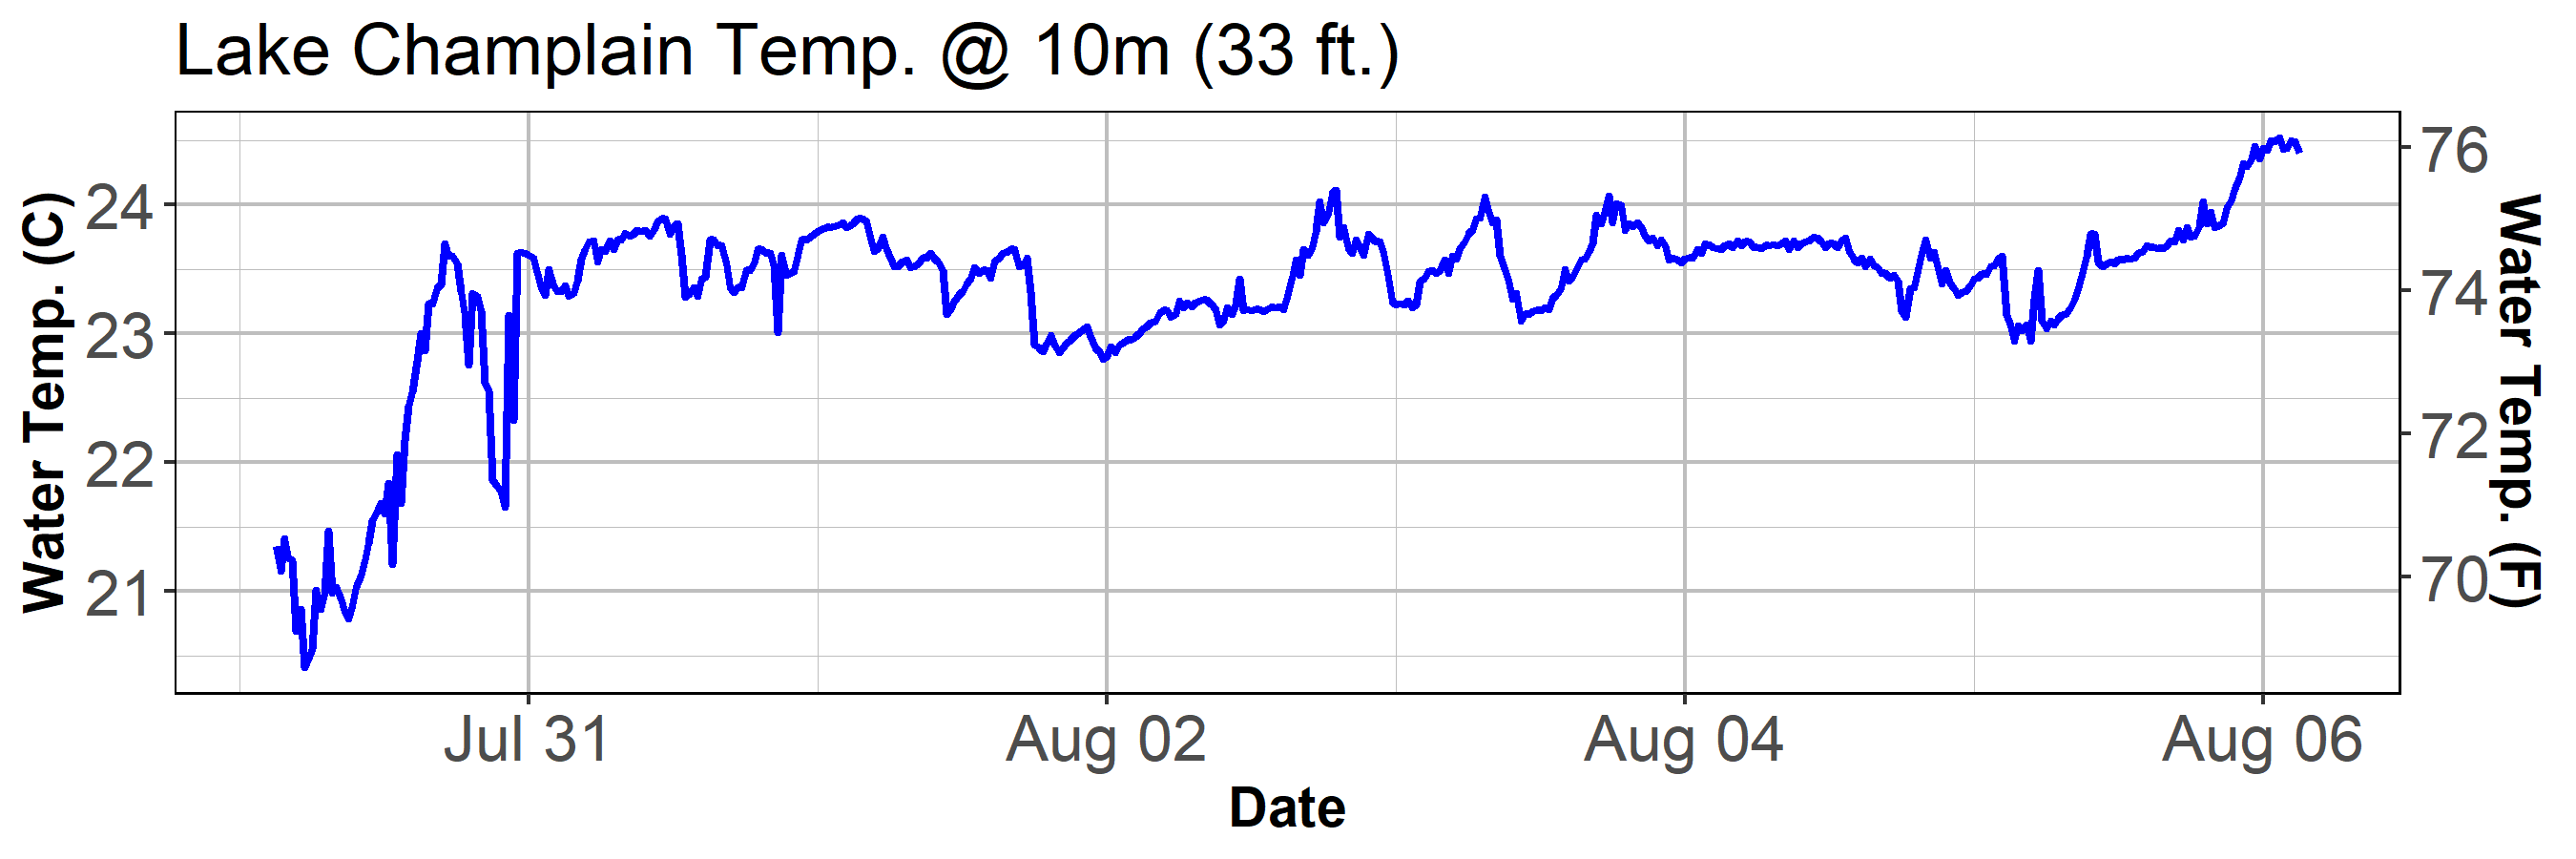 Lake Champlain Temp. @ 10m (33 ft.)
Water Temp. (C)
24
23
22
21
76
74
72
70
Water Temp. (F)
Jul 31
Aug 02
Aug 04
Aug 06
Date